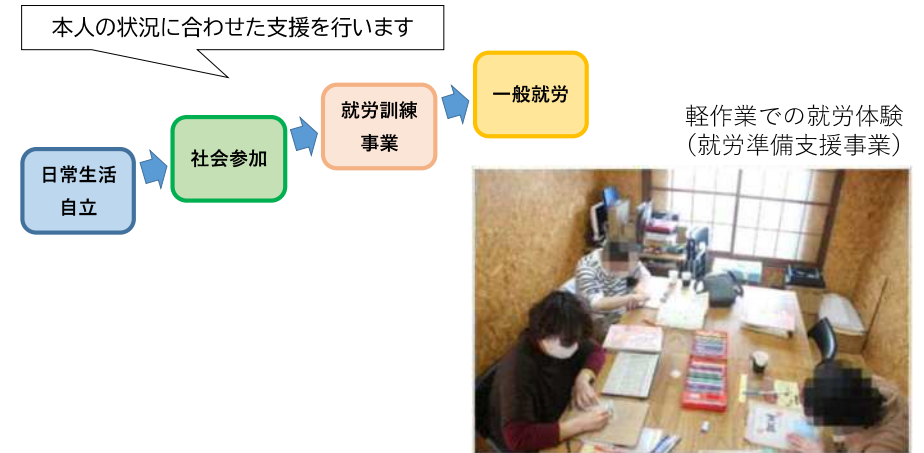 本人の状況に合わせた支援を行います
一般就労
就労訓練
事業
社会参加
日常生活
自立
軽作業での就労体験
（就労準備支援事業）